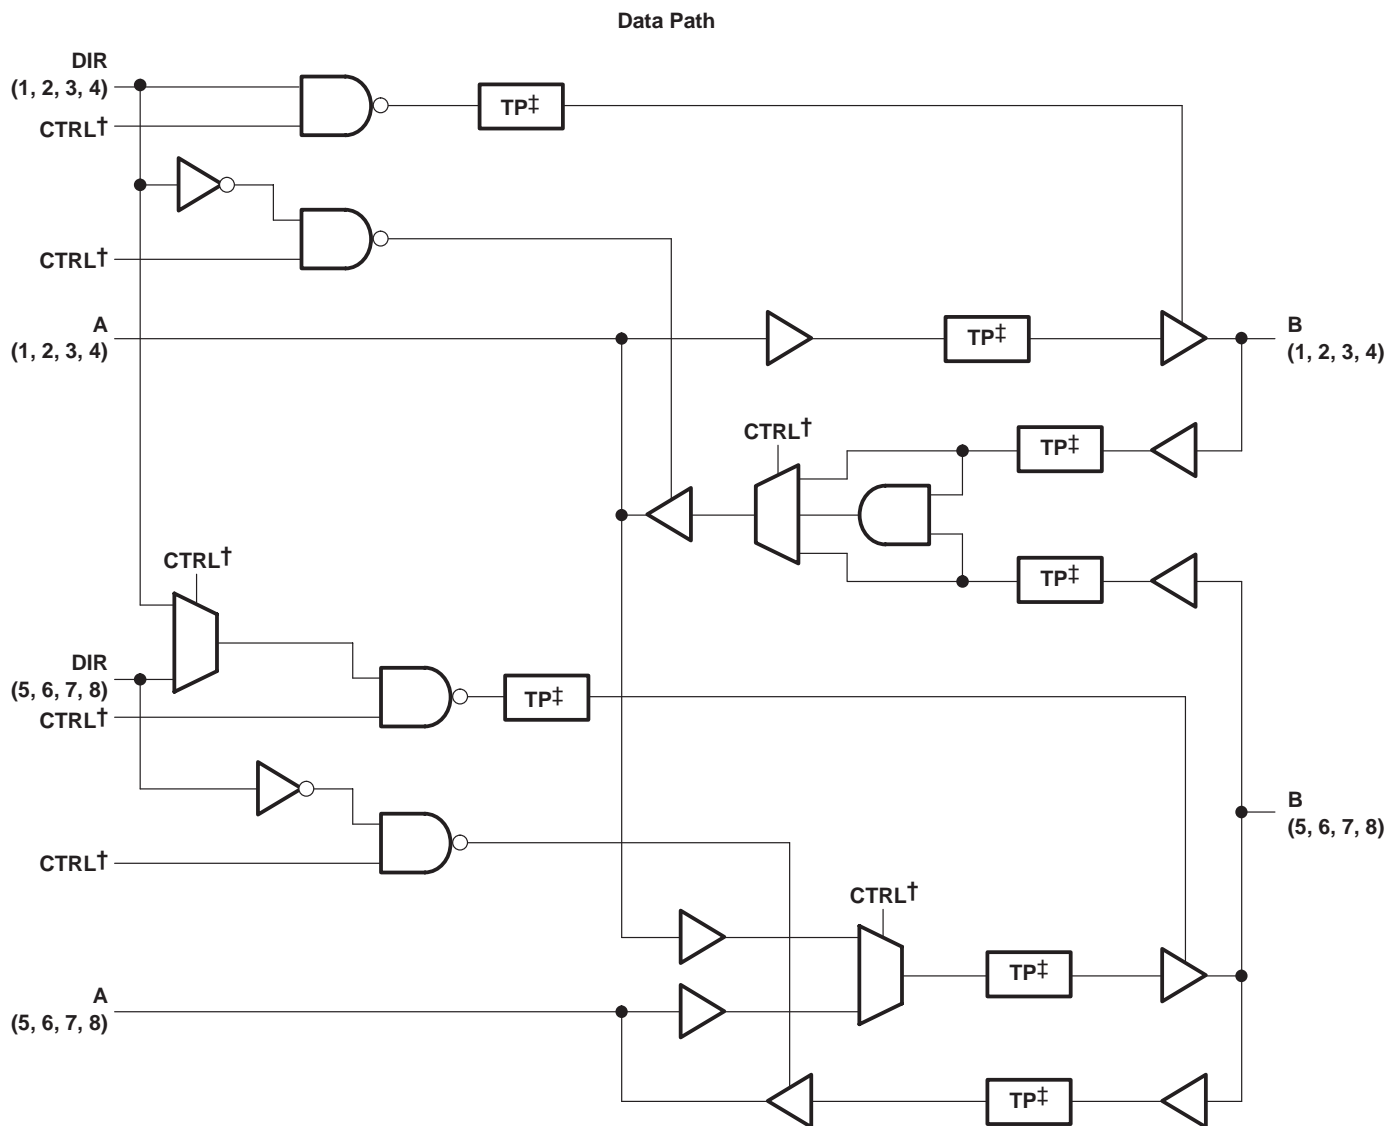 Data Path
DIR
(1, 2, 3, 4)
TP‡
CTRL†
CTRL†
A
(1, 2, 3, 4)
TP‡
B
(1, 2, 3, 4)
CTRL†
TP‡
CTRL†
TP‡
DIR
(5, 6, 7, 8)
TP‡
CTRL†
B
(5, 6, 7, 8)
CTRL†
CTRL†
TP‡
A
(5, 6, 7, 8)
TP‡